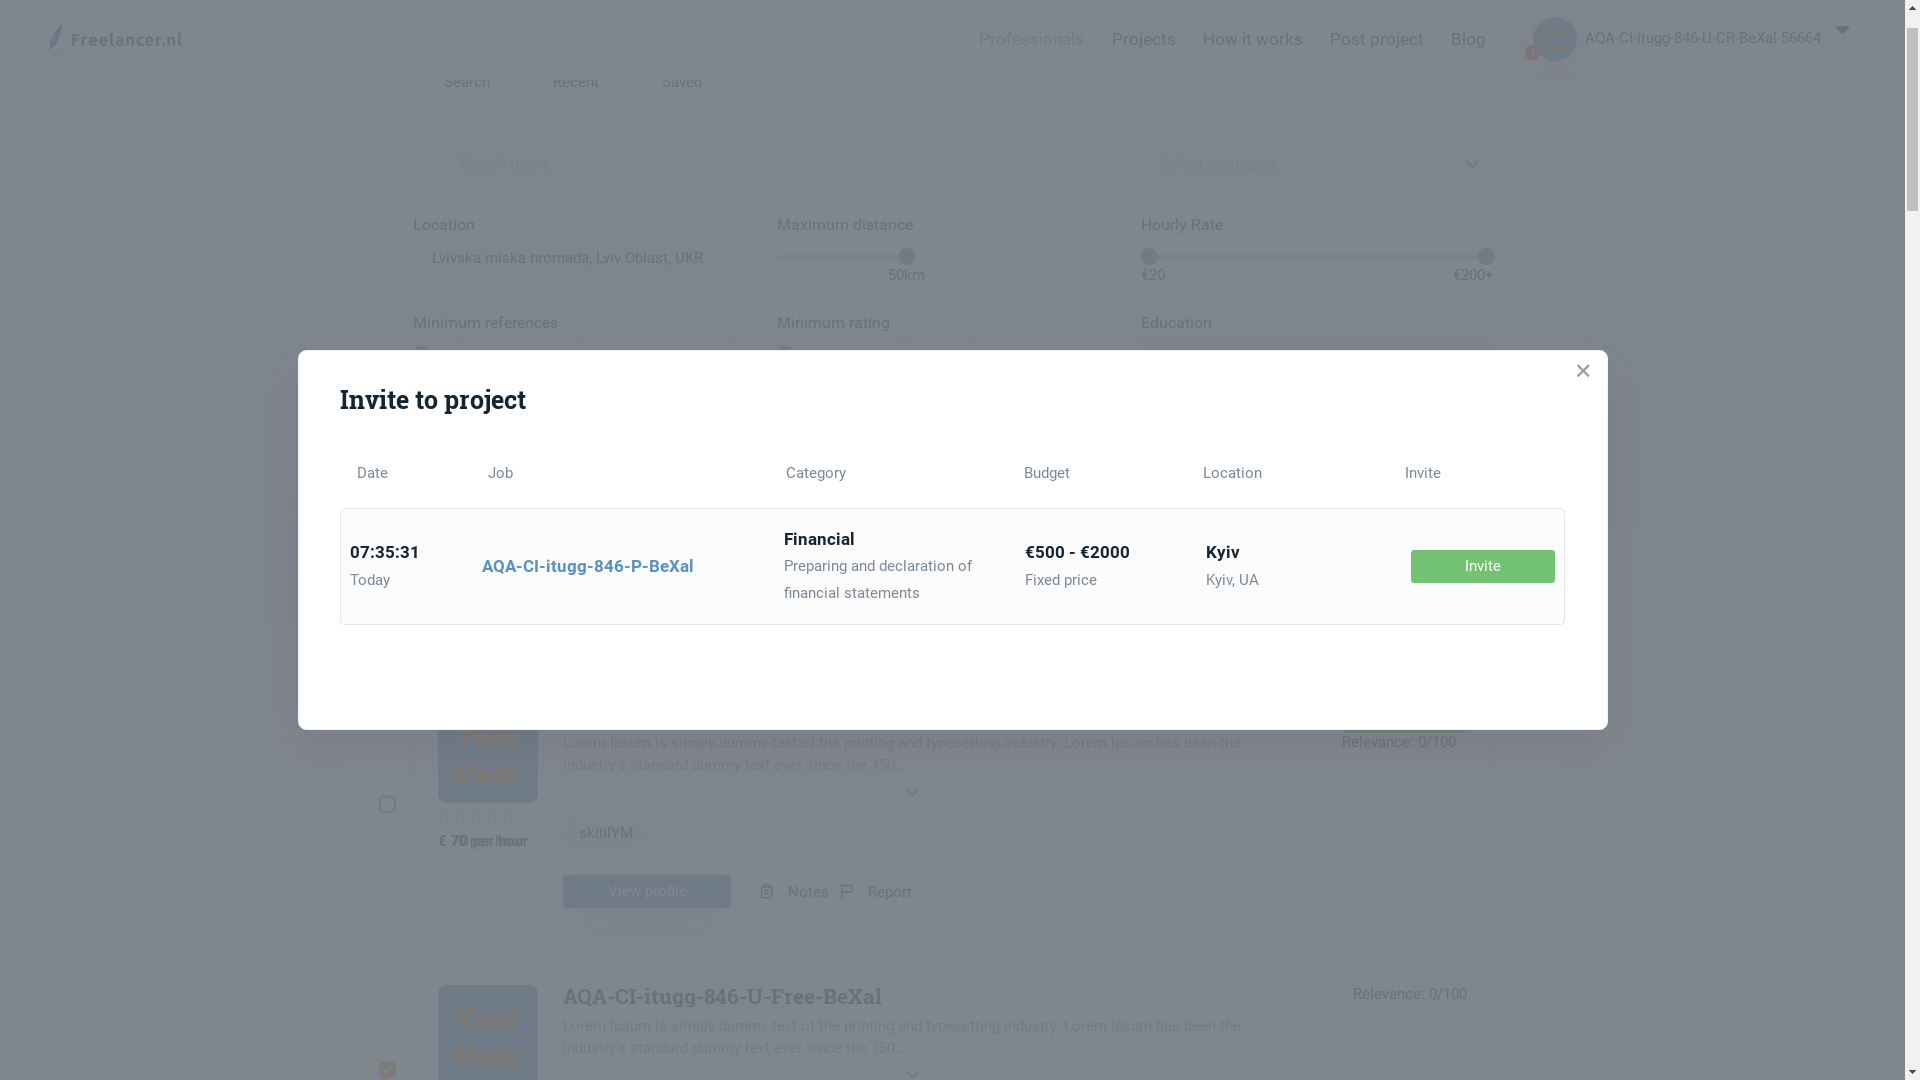 Freelancer.nl
Professionals
Projects
How it works
Post project
Blog
AQA-CI-itugg-846-U-CR-BeXal 56664
Search
Recent
Saved
Search terms
Select a category
Location
Maximum distance
Hourly Rate
Lvivska miska hromada, Lviv Oblast, UKR
50km
€20
€200+
Minimum references
Minimum rating
Education
Invite to project
Date
Job
Category
Budget
Location
Invite
07:35:31
Today
AQA-CI-itugg-846-P-BeXal
Financial
Preparing and declaration of
financial statements
€500 - €2000
Fixed price
Kyiv
Kyiv, UA
Invite
Test
User
Lorem Ipsum is simply dummy text of the printing and typesetting industry. Lorem Ipsum has been the
industry's standard dummy text ever since the 150...
Relevance: 0/100
€ 70 per hour
skillIYM
View profile
Notes
Report
Test
User
AQA-CI-itugg-846-U-Free-BeXal
Lorem Ipsum is simply dummy text of the printing and typesetting industry. Lorem Ipsum has been the
industry's standard dummy text ever since the 150...
Relevance: 0/100